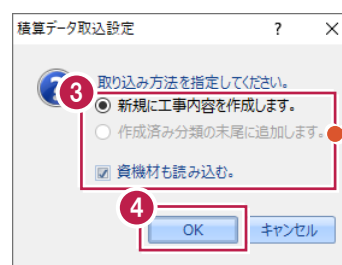 積算データ取込設定 ? ×
取り込み方法を指定してください。
3
新規に工事内容を作成します。
作成済み分類の末尾に追加します。
資機材も読み込む。
4
OK キャンセル